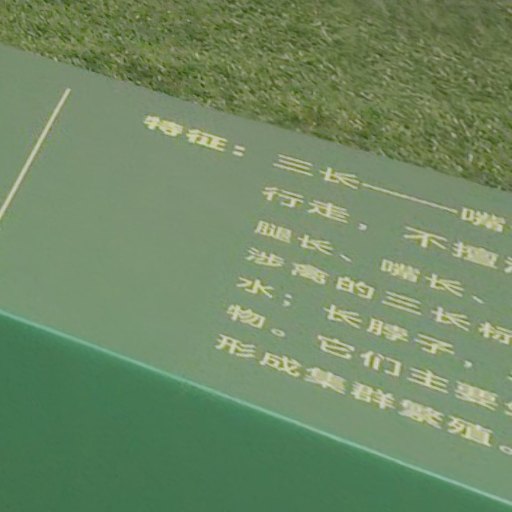 特征：三长——嘴
行走，不擅
腿长、嘴长、
涉禽的三长标
水；长脖子，
物。它们主要
形成集群繁殖。